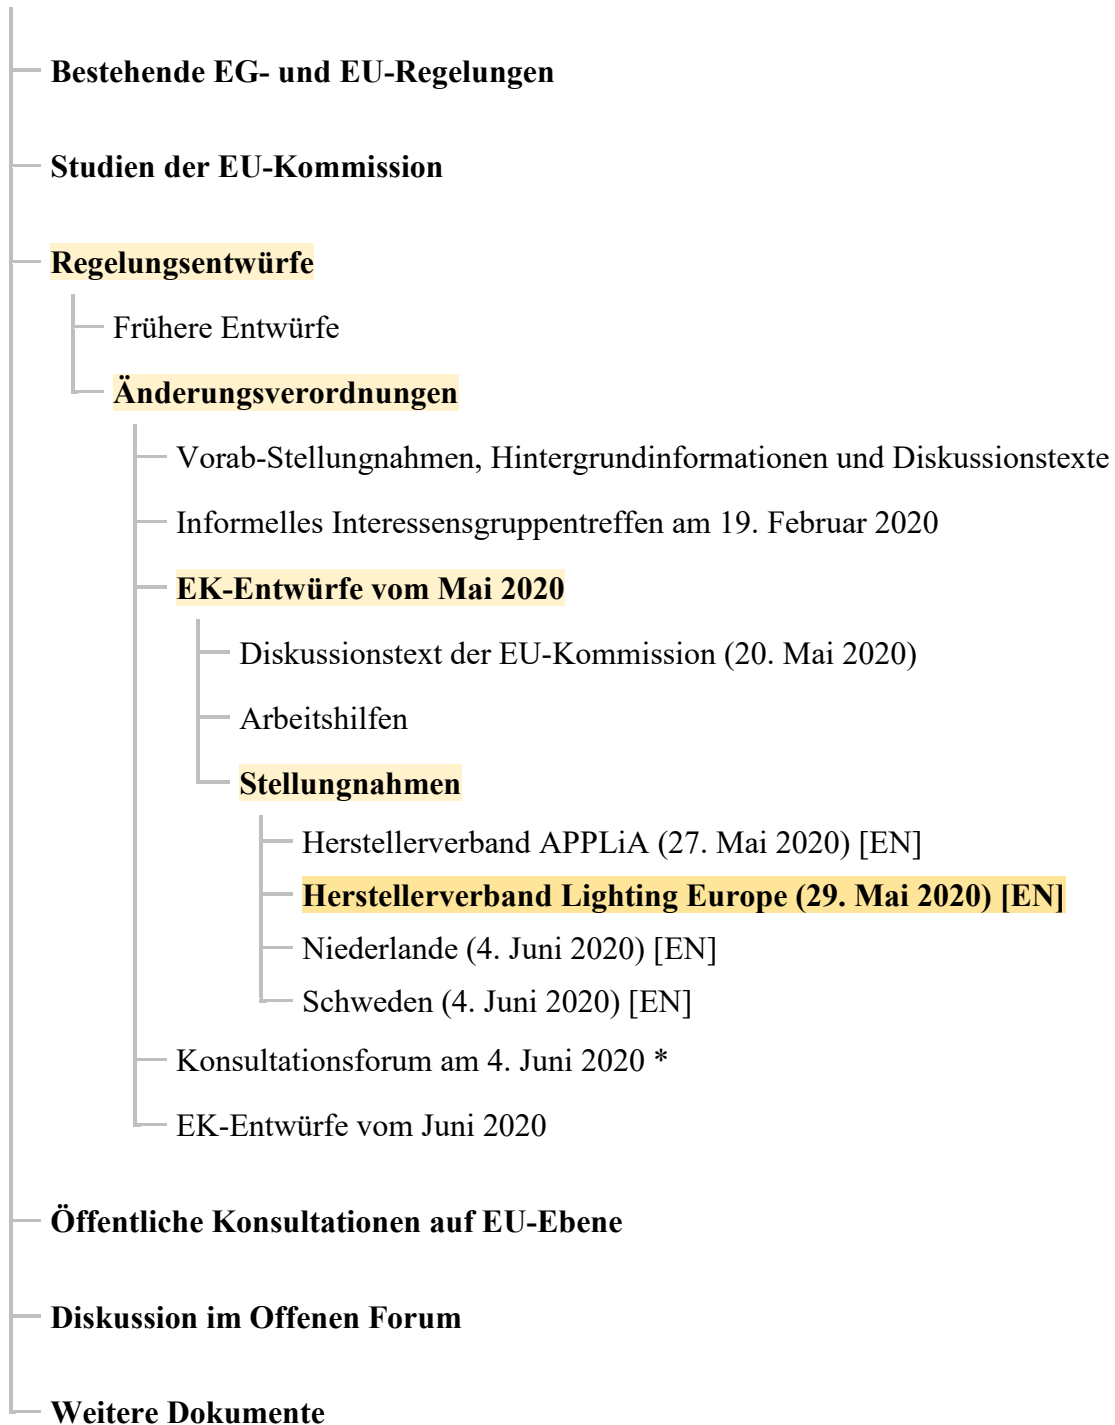 Bestehende EG- und EU-Regelungen
Studien der EU-Kommission
Regelungsentwürfe
Frühere Entwürfe
Änderungsverordnungen
Vorab-Stellungnahmen, Hintergrundinformationen und Diskussionstexte
Informelles Interessensgruppentreffen am 19. Februar 2020
EK-Entwürfe vom Mai 2020
Diskussionstext der EU-Kommission (20. Mai 2020)
Arbeitshilfen
Stellungnahmen
Herstellerverband APPLiA (27. Mai 2020) [EN]
Herstellerverband Lighting Europe (29. Mai 2020) [EN]
Niederlande (4. Juni 2020) [EN]
Schweden (4. Juni 2020) [EN]
Konsultationsforum am 4. Juni 2020 *
EK-Entwürfe vom Juni 2020
Öffentliche Konsultationen auf EU-Ebene
Diskussion im Offenen Forum
Weitere Dokumente